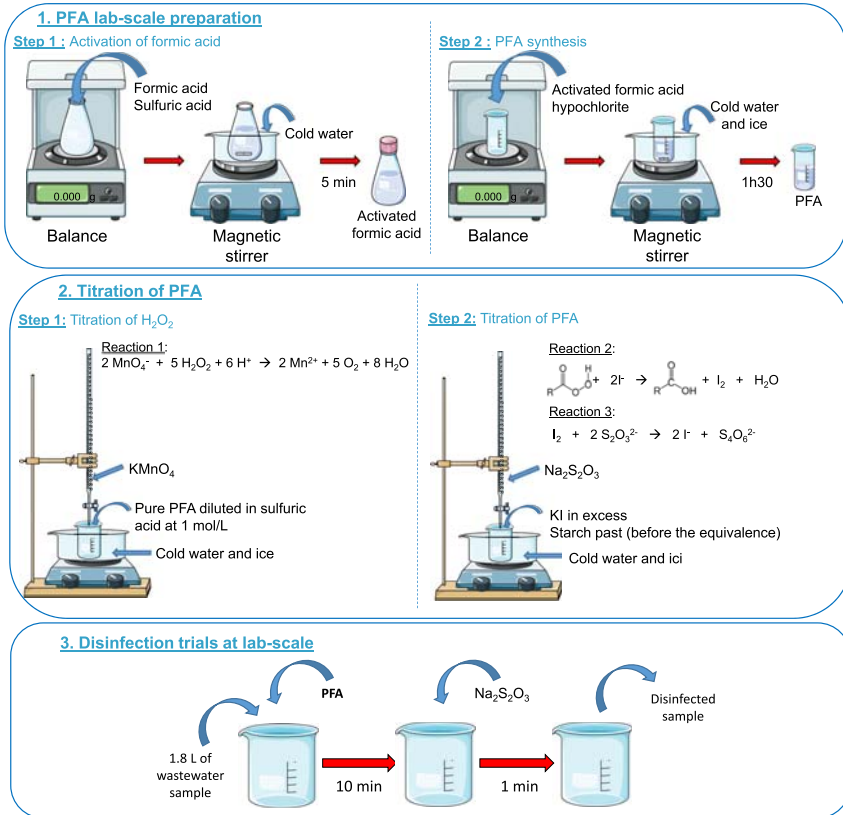 1. PFA lab-scale preparation
Step 1 : Activation of formic acid
Formic acid
Sulfuric acid
Cold water
5 min
0.000 g
Balance
Magnetic
stirrer
Activated
formic acid
Step 2 : PFA synthesis
Activated formic acid
hypochlorite
Cold water
and ice
1h30
0.000 g
PFA
Balance
Magnetic
stirrer
2. Titration of PFA
Step 1: Titration of H₂O₂
Reaction 1:
2 MnO₄⁻ + 5 H₂O₂ + 6 H⁺ → 2 Mn²⁺ + 5 O₂ + 8 H₂O
KMnO₄
Pure PFA diluted in sulfuric
acid at 1 mol/L
Cold water and ice
Step 2: Titration of PFA
Reaction 2:
R O O O H + 2I⁻ → R O OH + I₂ + H₂O
Reaction 3:
I₂ + 2 S₂O₃²⁻ → 2 I⁻ + S₄O₆²⁻
Na₂S₂O₃
KI in excess
Starch past (before the equivalence)
Cold water and ici
3. Disinfection trials at lab-scale
PFA
Na₂S₂O₃
Disinfected
sample
1.8 L of
wastewater
sample
10 min
1 min